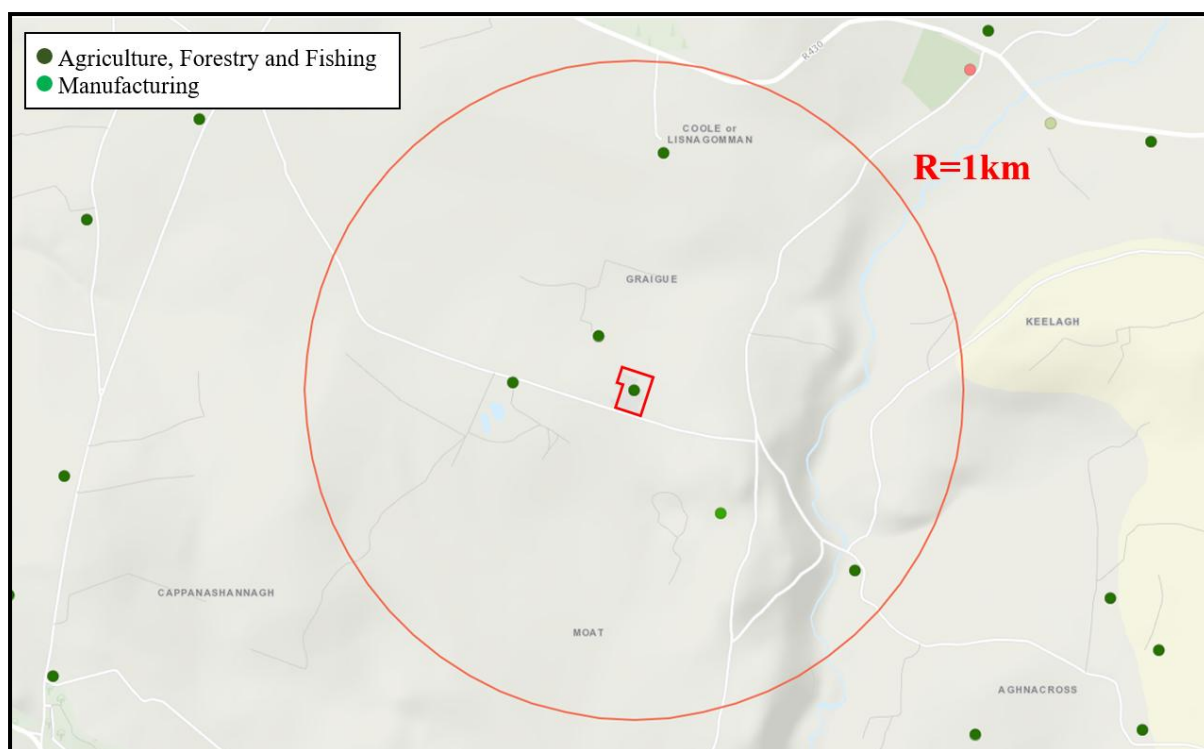 Agriculture, Forestry and Fishing
Manufacturing
R430
COOLE or
LISNAGOMMAN
R=1km
GRAIGUE
KEELAGH
CAPPANASHANNAGH
MOAT
AGHNACROSS